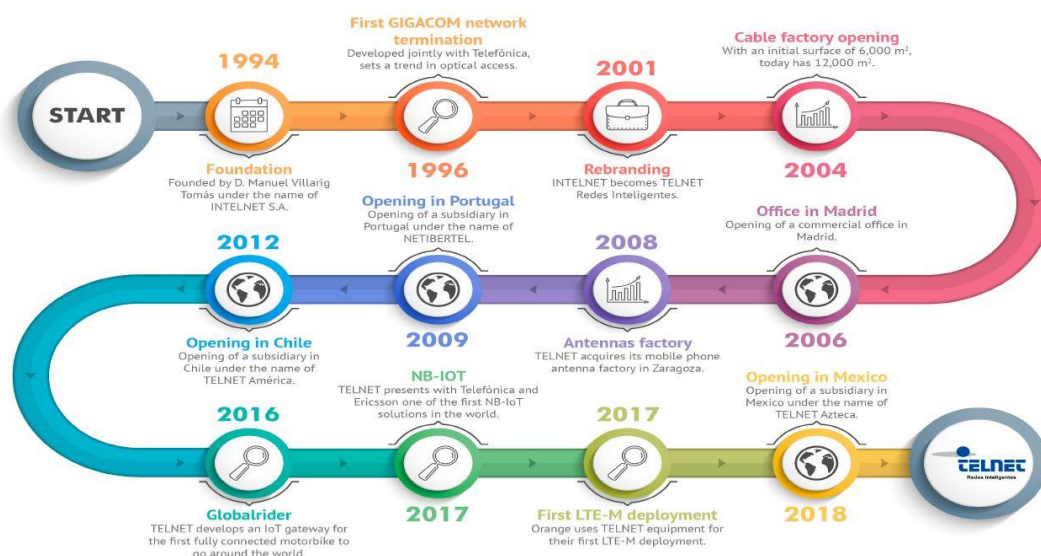 START
1994
Foundation
Founded by D. Manuel Villarig
Tomás under the name of
INTELNET S.A.
First GIGACOM network
termination
Developed jointly with Telefónica,
sets a trend in optical access.
1996
2001
Rebranding
INTELNET becomes TELNET
Redes Inteligentes.
Cable factory opening
With an initial surface of 6,000 m²,
today has 12,000 m².
2004
Office in Madrid
Opening of a commercial office in
Madrid.
2006
2008
Antennas factory
TELNET acquires its mobile phone
antenna factory in Zaragoza.
Opening in Portugal
Opening of a subsidiary in
Portugal under the name of
NETIBERTEL.
2009
2012
Opening in Chile
Opening of a subsidiary in
Chile under the name of
TELNET América.
2016
Globalrider
TELNET develops an IoT gateway for
the first fully connected motorbike to
go around the world.
NB-IOT
TELNET presents with Telefónica and
Ericsson one of the first NB-IoT
solutions in the world.
2017
2017
First LTE-M deployment
Orange uses TELNET equipment for
their first LTE-M deployment.
Opening in Mexico
Opening of a subsidiary in
Mexico under the name of
TELNET Azteca.
2018
TELNET
Redes Inteligentes